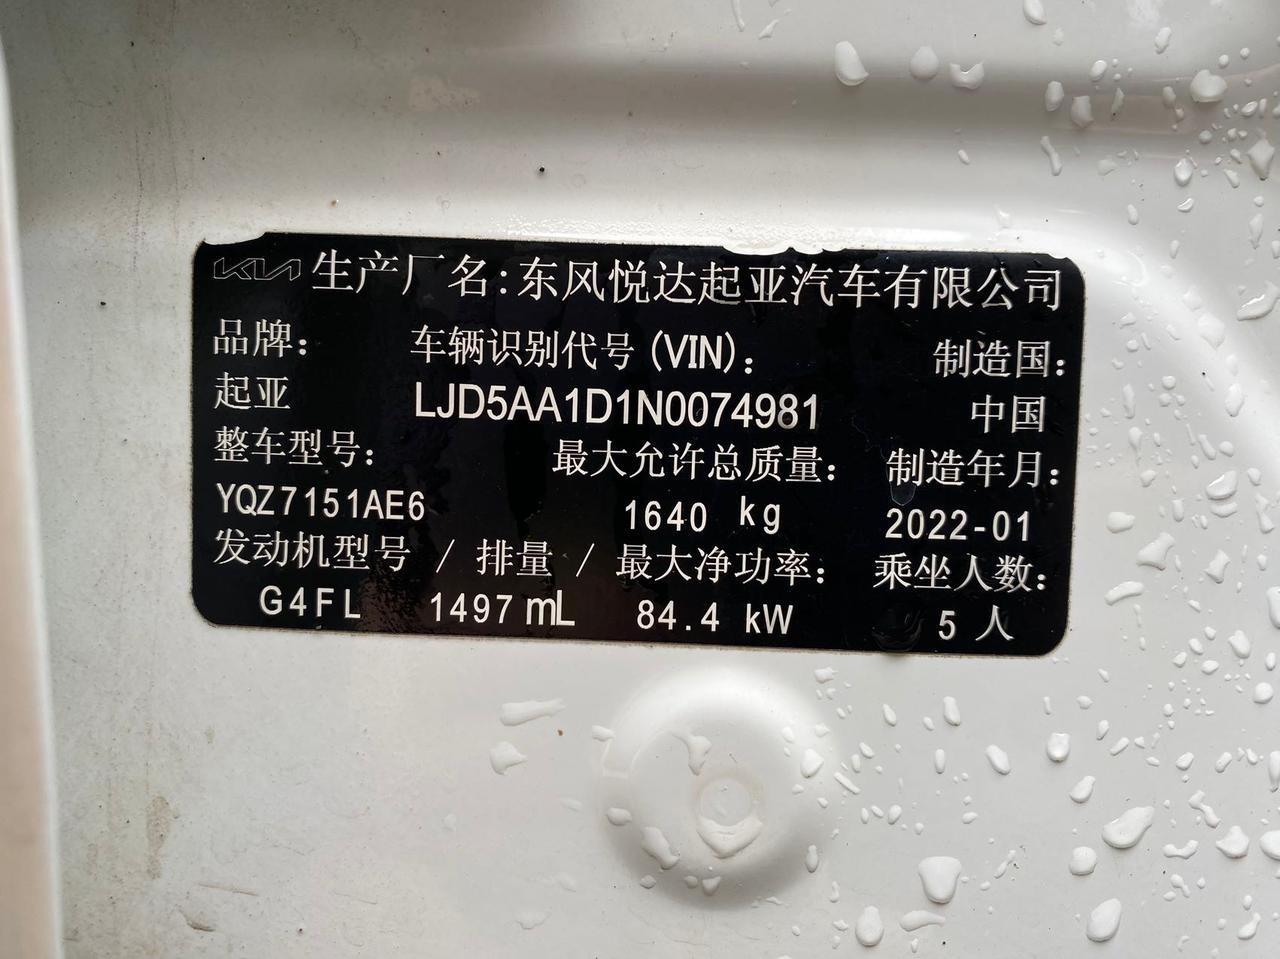 KIA 生产厂名:东风悦达起亚汽车有限公司
品牌: 车辆识别代号(VIN): 制造国:
起亚 LJD5AA1D1N0074981 中国
整车型号: 最大允许总质量: 制造年月:
YQZ7151AE6 1640 kg 2022-01
发动机型号 / 排量 / 最大净功率: 乘坐人数:
G4FL 1497 mL 84.4 kW 5 人